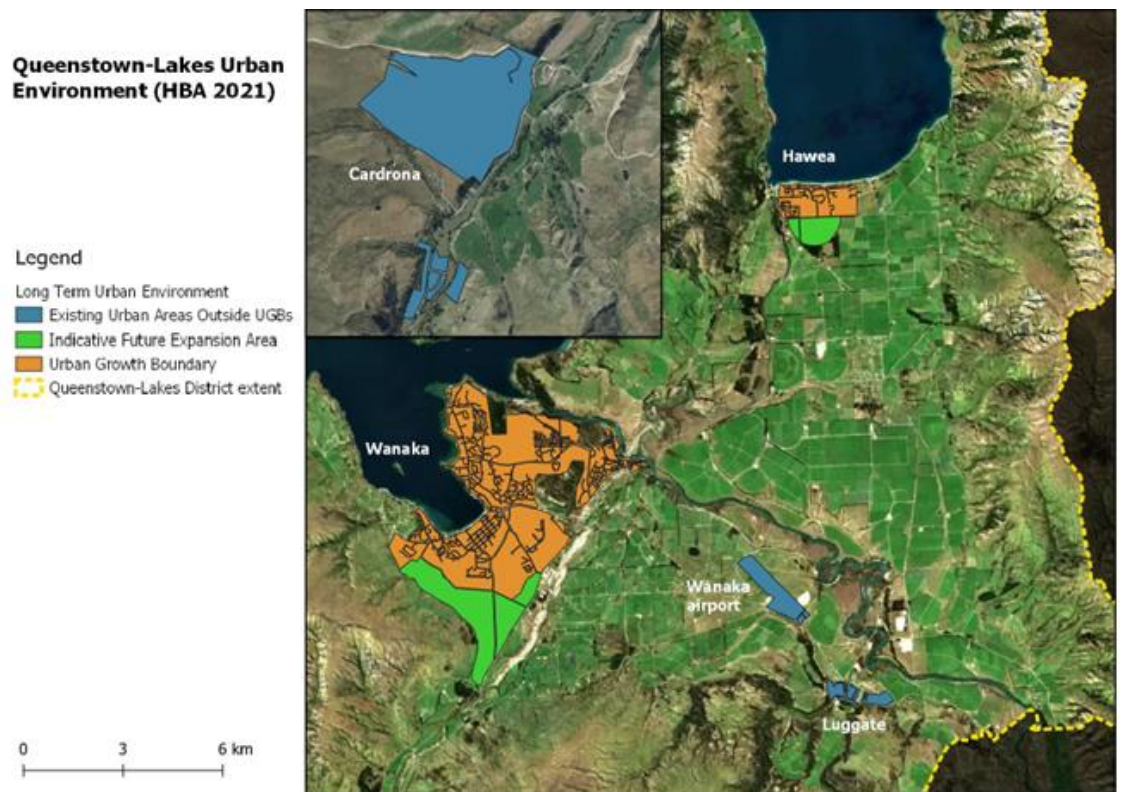 Queenstown-Lakes Urban
Environment (HBA 2021)
Legend
Long Term Urban Environment
Existing Urban Areas Outside UGBs
Indicative Future Expansion Area
Urban Growth Boundary
Queenstown-Lakes District extent
0 3 6 km
Cardrona
Hawea
Wanaka
Wānaka
airport
Luggate